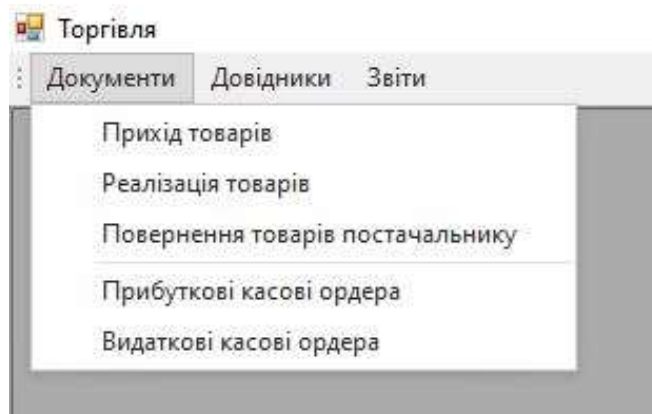 Торгівля
Документи Довідники Звіти
Прихід товарів
Реалізація товарів
Повернення товарів постачальнику
Прибуткові касові ордера
Видаткові касові ордера